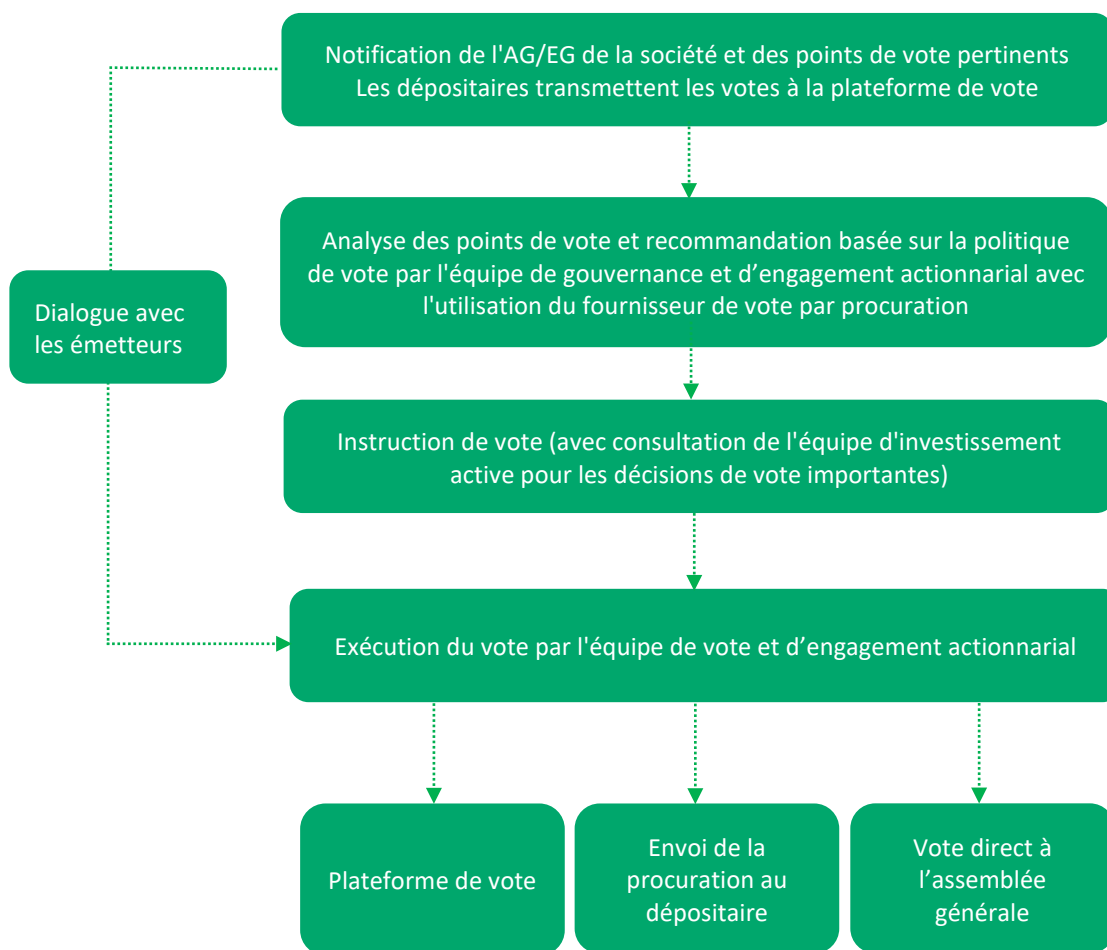 Notification de l'AG/EG de la société et des points de vote pertinents
Les dépositaires transmettent les votes à la plateforme de vote
Analyse des points de vote et recommandation basée sur la politique
de vote par l'équipe de gouvernance et d’engagement actionnarial avec
l'utilisation du fournisseur de vote par procuration
Dialogue avec
les émetteurs
Instruction de vote (avec consultation de l'équipe d'investissement
active pour les décisions de vote importantes)
Exécution du vote par l'équipe de vote et d’engagement actionnarial
Plateforme de vote
Envoi de la
procuration au
dépositaire
Vote direct à
l’assemblée
générale